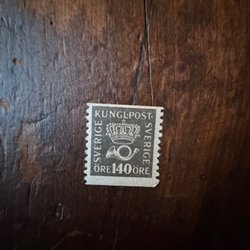 KUNGL·POST·
SVERIGE
SVERIGE
ÖRE 140 ÖRE